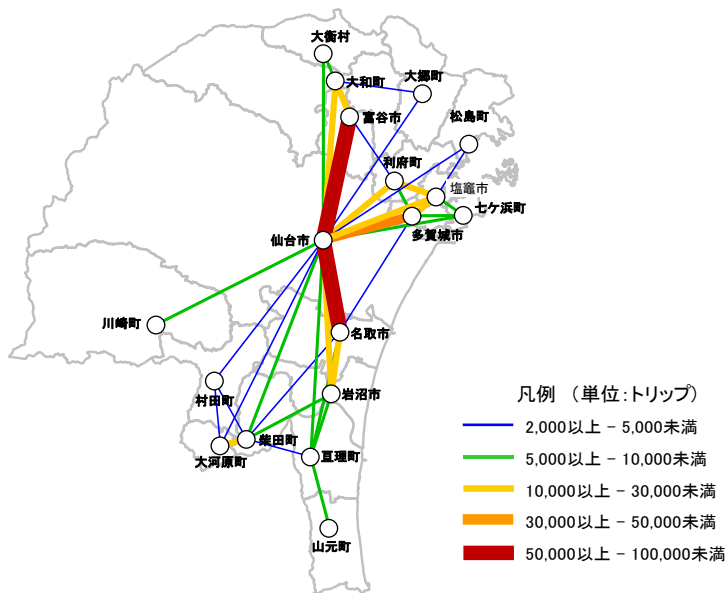 大衡村
大和町
大郷町
富谷市
松島町
利府町
塩竈市
七ケ浜町
多賀城市
仙台市
川崎町
名取市
村田町
岩沼市
柴田町
大河原町
亘理町
山元町
凡例 （単位：トリップ）
2,000以上 － 5,000未満
5,000以上 － 10,000未満
10,000以上 － 30,000未満
30,000以上 － 50,000未満
50,000以上 － 100,000未満